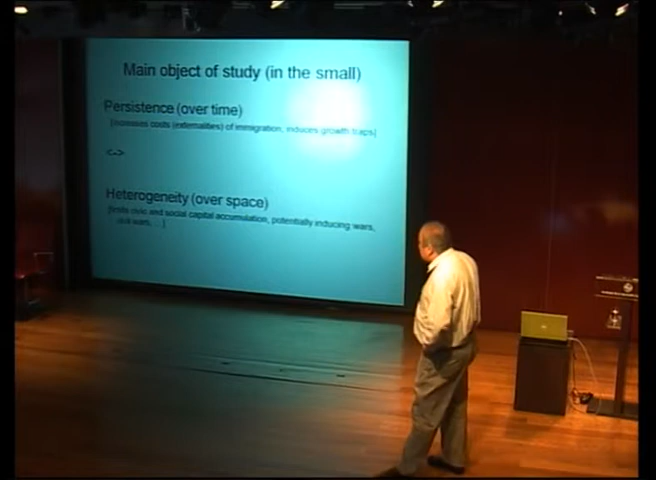 Main object of study (in the small)
Persistence (over time)
[increases costs (externalities) of immigration, induces growth traps]
<-->
Heterogeneity (over space)
[limits civic and social capital accumulation, potentially inducing wars,
civil wars, ... ]